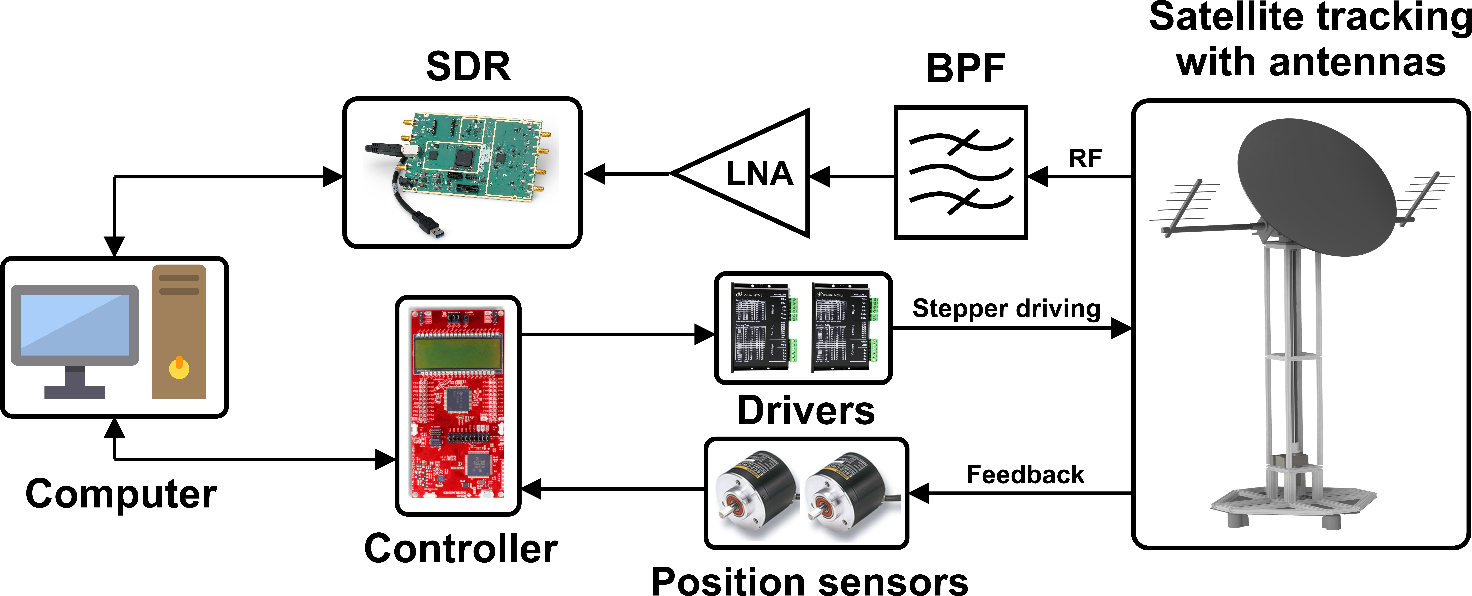 Satellite tracking
with antennas
SDR
BPF
LNA
RF
Stepper driving
Drivers
Feedback
Computer
Controller
Position sensors